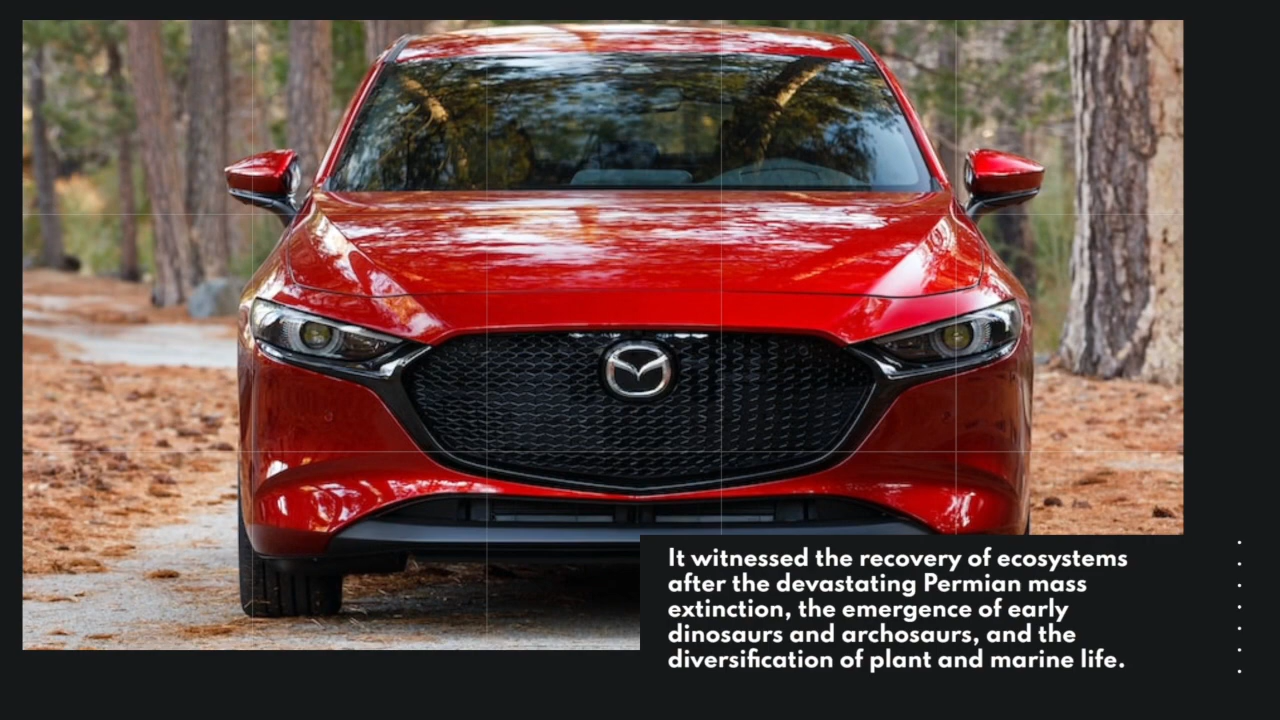 It witnessed the recovery of ecosystems
after the devastating Permian mass
extinction, the emergence of early
dinosaurs and archosaurs, and the
diversification of plant and marine life.